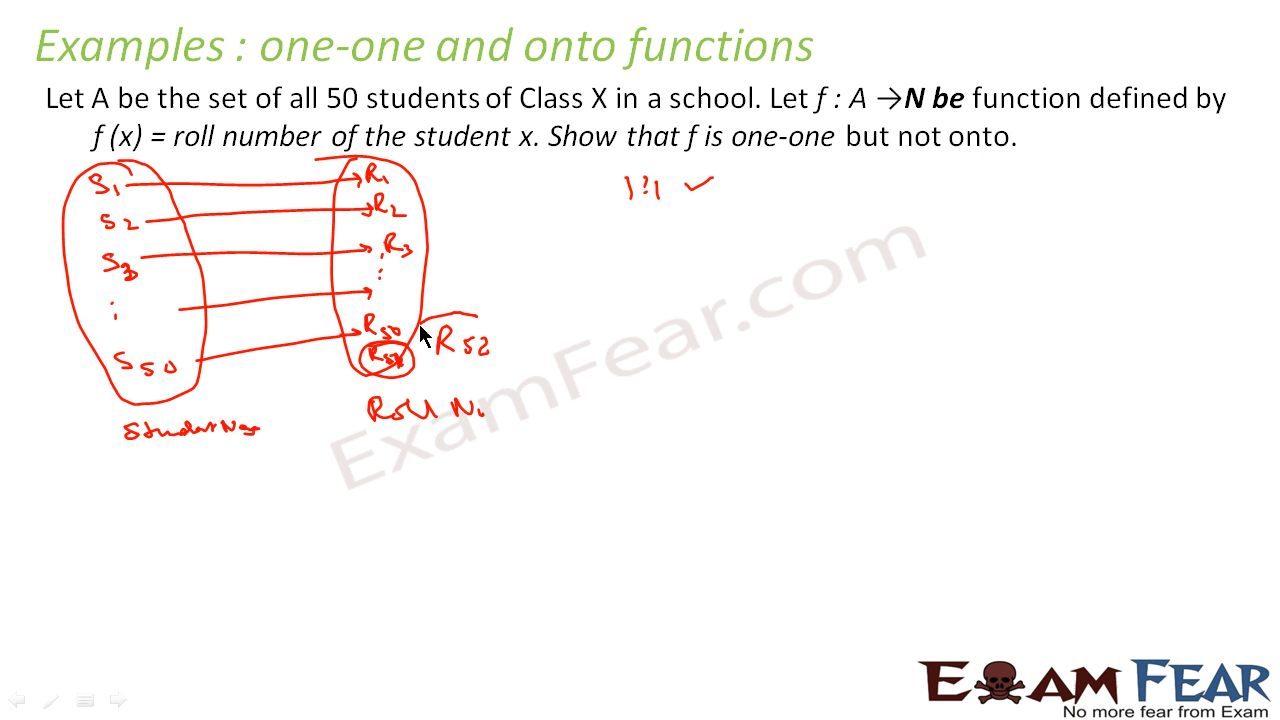 Examples : one-one and onto functions
Let A be the set of all 50 students of Class X in a school. Let f : A →N be function defined by
f (x) = roll number of the student x. Show that f is one-one but not onto.
S1 R1
1:1 ✓
S2 R2
S3 R3
⋮ ⋮
S50 R50
R52
Roll No
ExamFear.com
EXAM FEAR
No more fear from Exam